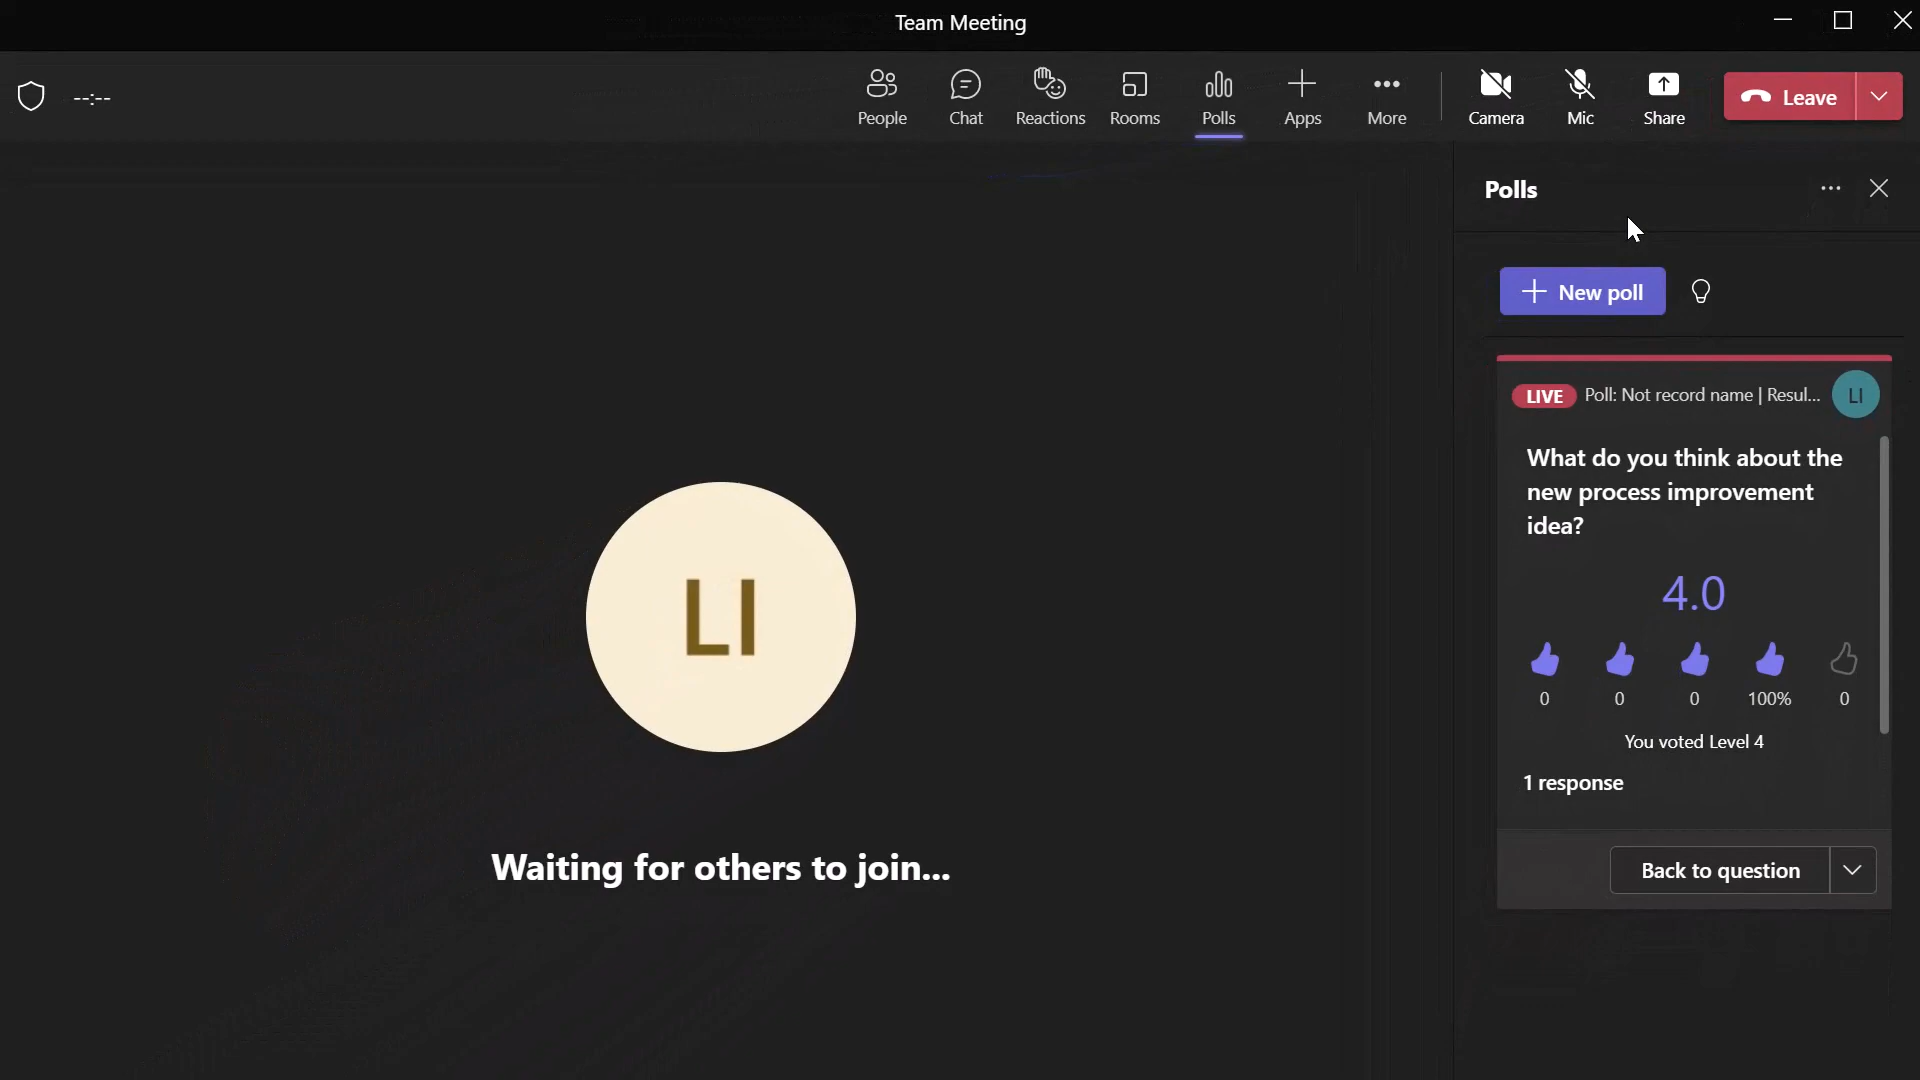 Team Meeting
--:--
People
Chat
Reactions
Rooms
Polls
Apps
More
Camera
Mic
Share
Leave
Polls
New poll
LIVE Poll: Not record name | Resul... LI
What do you think about the
new process improvement
idea?
4.0
0 0 0 100% 0
You voted Level 4
1 response
Back to question
LI
Waiting for others to join...